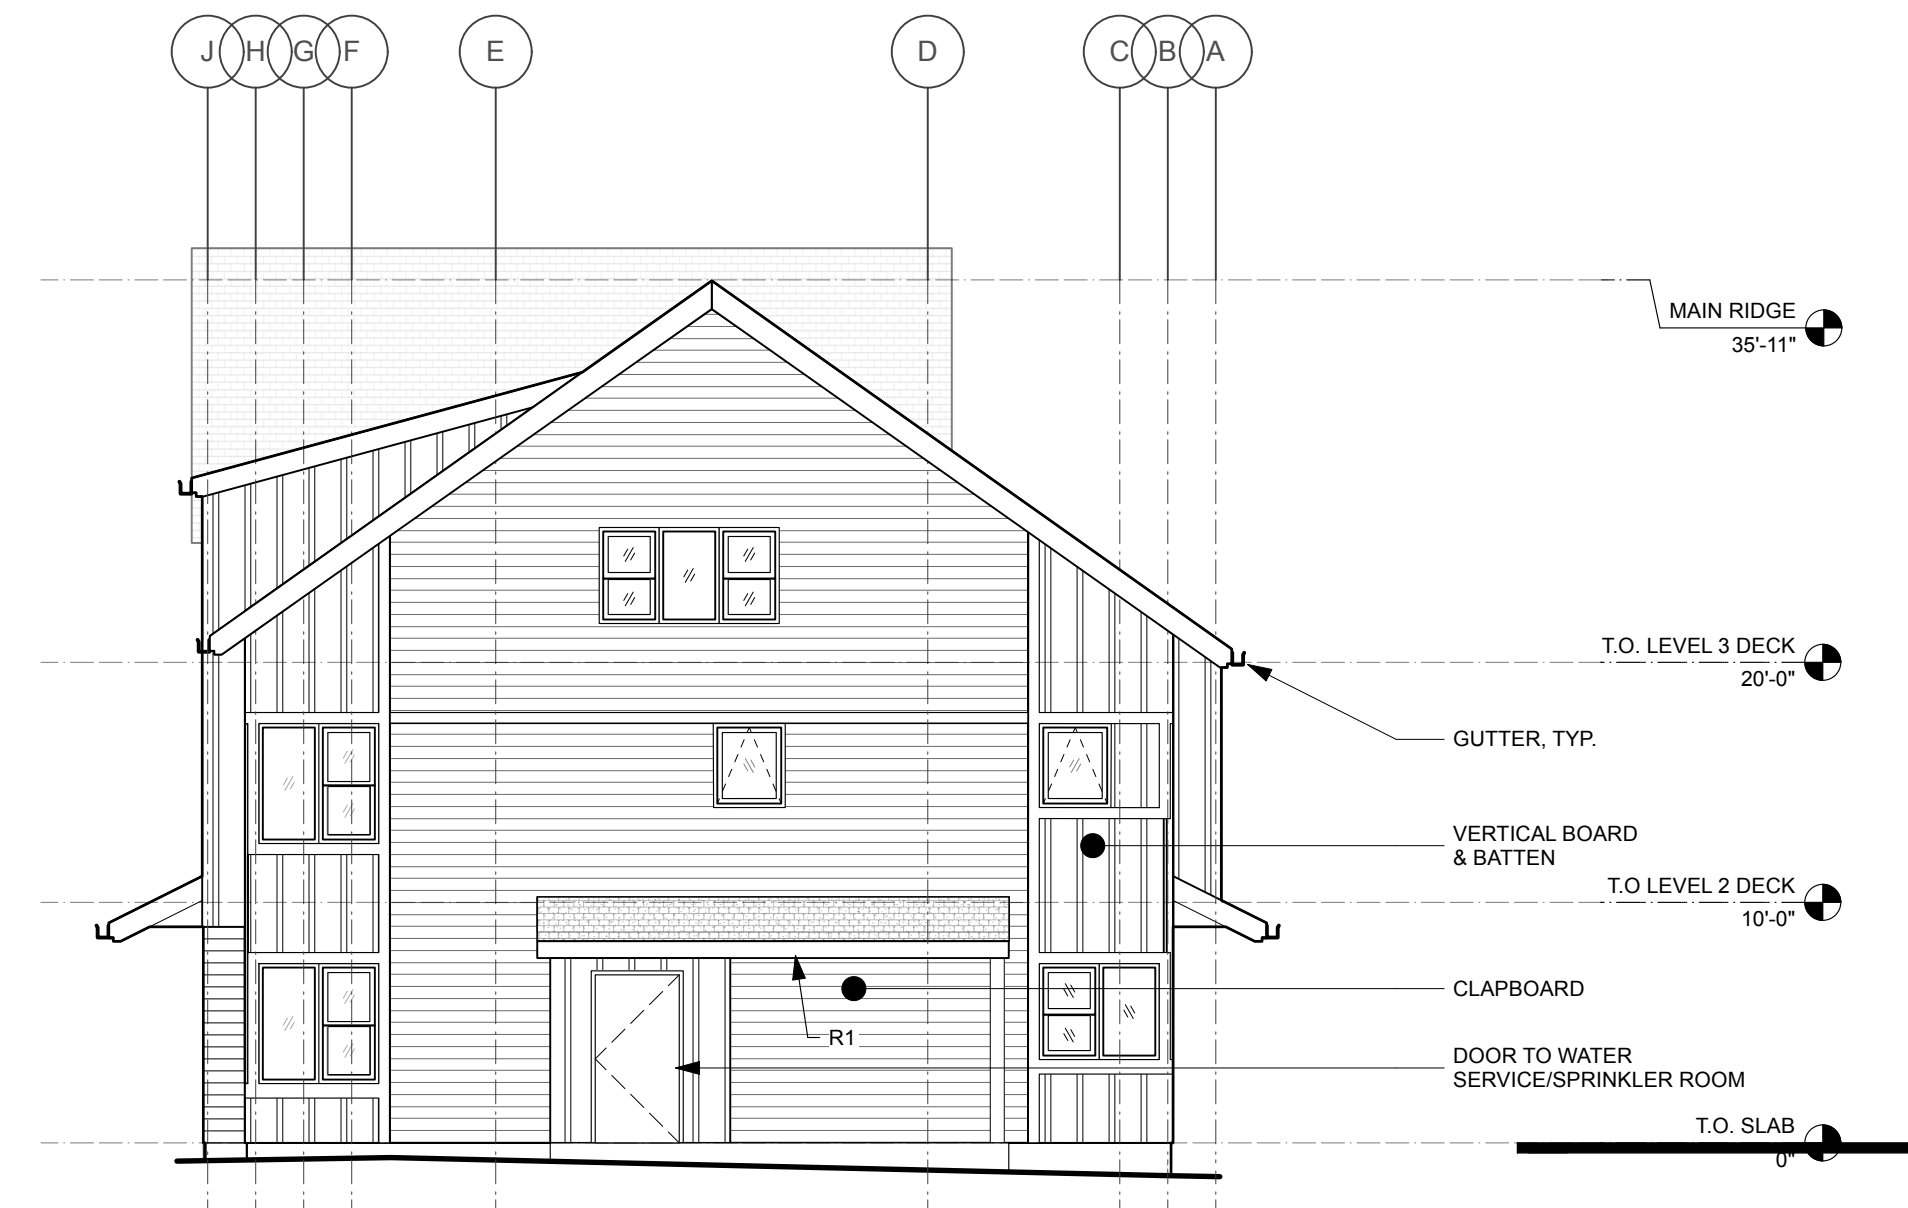 J H G F E D C B A
MAIN RIDGE
35'-11"
T.O. LEVEL 3 DECK
20'-0"
GUTTER, TYP.
VERTICAL BOARD
& BATTEN
T.O LEVEL 2 DECK
10'-0"
CLAPBOARD
R1
DOOR TO WATER
SERVICE/SPRINKLER ROOM
T.O. SLAB
0"